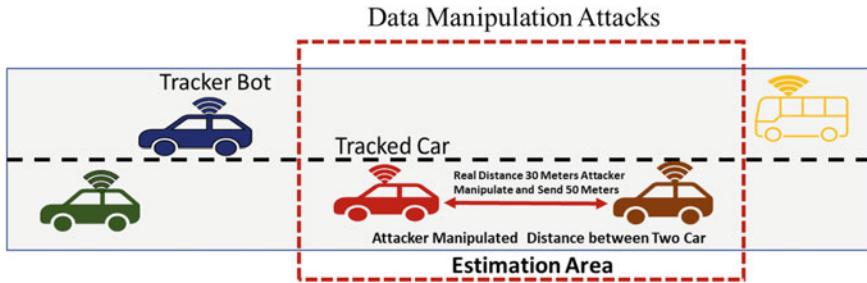 Data Manipulation Attacks
Tracker Bot
Tracked Car
Real Distance 30 Meters Attacker
Manipulate and Send 50 Meters
Attacker Manipulated Distance between Two Car
Estimation Area